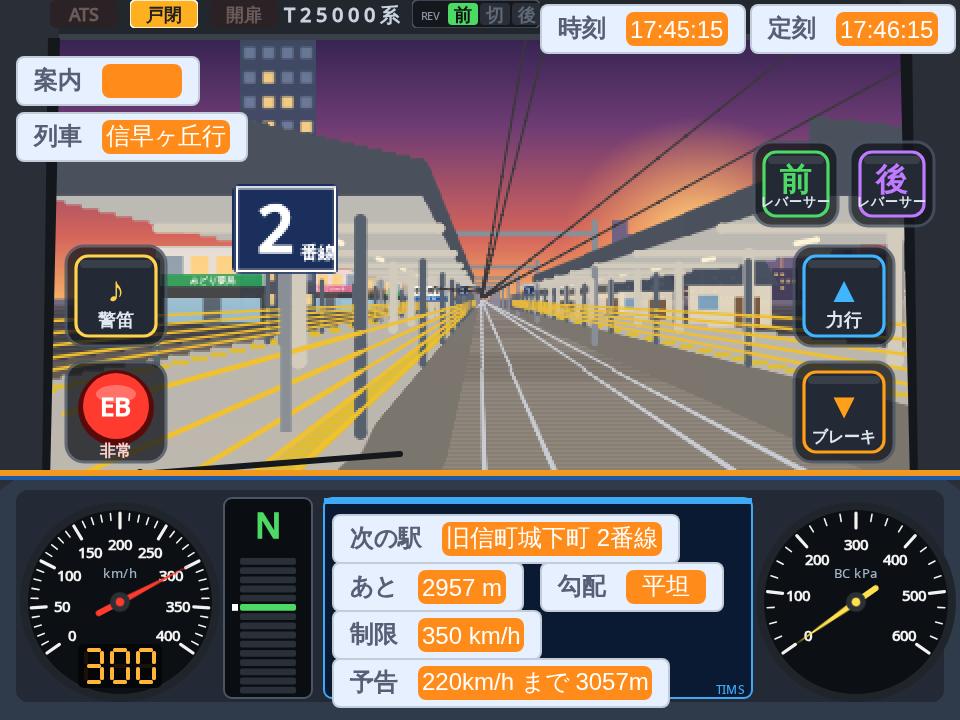 ATS 戸閉 開扉 T25000系 REV 前 切 後
時刻 17:45:15 定刻 17:46:15
案内
列車 信早ヶ丘行
前 レバーサー
後 レバーサー
2 番線
みどり薬局
♪
警笛
▲
力行
EB
非常
▼
ブレーキ
N
次の駅 旧信町城下町 2番線
あと 2957 m 勾配 平坦
制限 350 km/h
予告 220km/h まで 3057m
TIMS
km/h
0 50 100 150 200 250 300 350 400
300
BC kPa
0 100 200 300 400 500 600